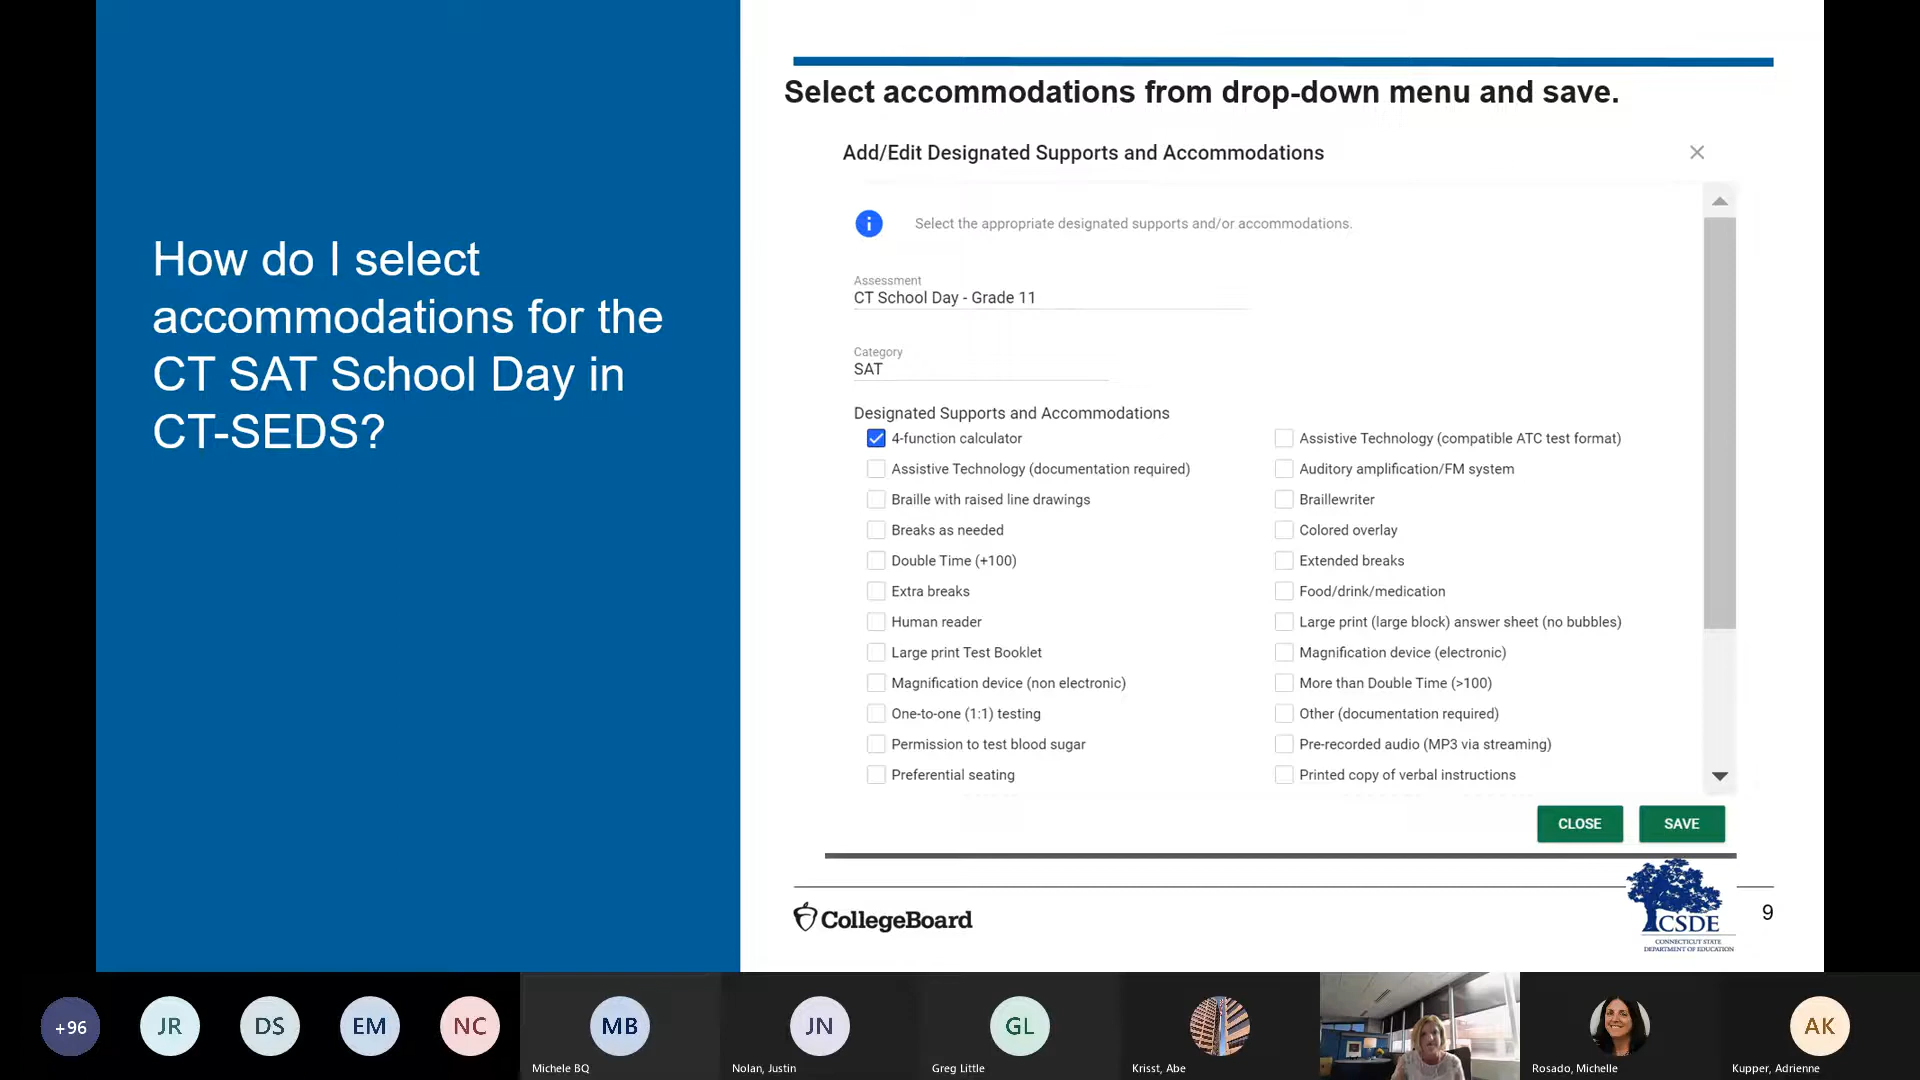 How do I select
accommodations for the
CT SAT School Day in
CT-SEDS?
Select accommodations from drop-down menu and save.
Add/Edit Designated Supports and Accommodations
Select the appropriate designated supports and/or accommodations.
Assessment
CT School Day - Grade 11
Category
SAT
Designated Supports and Accommodations
4-function calculator
Assistive Technology (compatible ATC test format)
Assistive Technology (documentation required)
Auditory amplification/FM system
Braille with raised line drawings
Braillewriter
Breaks as needed
Colored overlay
Double Time (+100)
Extended breaks
Extra breaks
Food/drink/medication
Human reader
Large print (large block) answer sheet (no bubbles)
Large print Test Booklet
Magnification device (electronic)
Magnification device (non electronic)
More than Double Time (>100)
One-to-one (1:1) testing
Other (documentation required)
Permission to test blood sugar
Pre-recorded audio (MP3 via streaming)
Preferential seating
Printed copy of verbal instructions
CLOSE
SAVE
CollegeBoard
CSDE
CONNECTICUT STATE
DEPARTMENT OF EDUCATION
9
+96
JR
DS
EM
NC
MB
Michele BQ
JN
Nolan, Justin
GL
Greg Little
Krisst, Abe
Rosado, Michelle
AK
Kupper, Adrienne